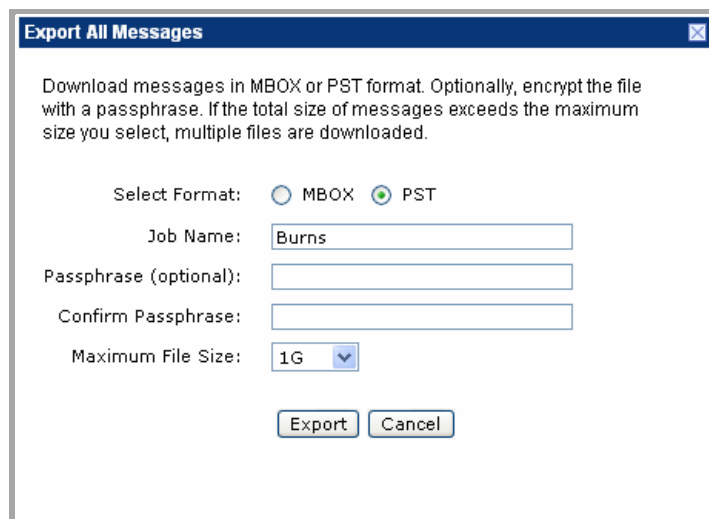 Export All Messages
Download messages in MBOX or PST format. Optionally, encrypt the file
with a passphrase. If the total size of messages exceeds the maximum
size you select, multiple files are downloaded.
Select Format: MBOX PST
Job Name: Burns
Passphrase (optional):
Confirm Passphrase:
Maximum File Size: 1G
Export Cancel